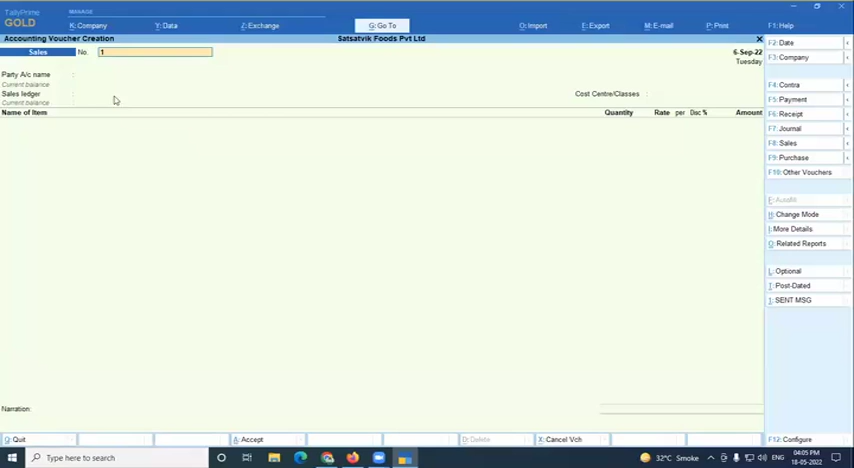 TallyPrime
GOLD
MANAGE
K: Company
Y: Data
Z: Exchange
G: Go To
O: Import
E: Export
M: E-mail
P: Print
F1: Help
Accounting Voucher Creation
Satsatvik Foods Pvt Ltd
Sales
No.
1
6-Sep-22
Tuesday
Party A/c name :
Current balance :
Sales ledger :
Current balance :
Cost Centre/Classes :
Name of Item
Quantity
Rate
per
Disc %
Amount
Narration:
F2: Date
F3: Company
F4: Contra
F5: Payment
F6: Receipt
F7: Journal
F8: Sales
F9: Purchase
F10: Other Vouchers
E: Autofill
H: Change Mode
I: More Details
O: Related Reports
L: Optional
T: Post-Dated
1: SENT MSG
F12: Configure
Q: Quit
A: Accept
D: Delete
X: Cancel Vch
Type here to search
32°C Smoke
ENG
04:05 PM
18-05-2022